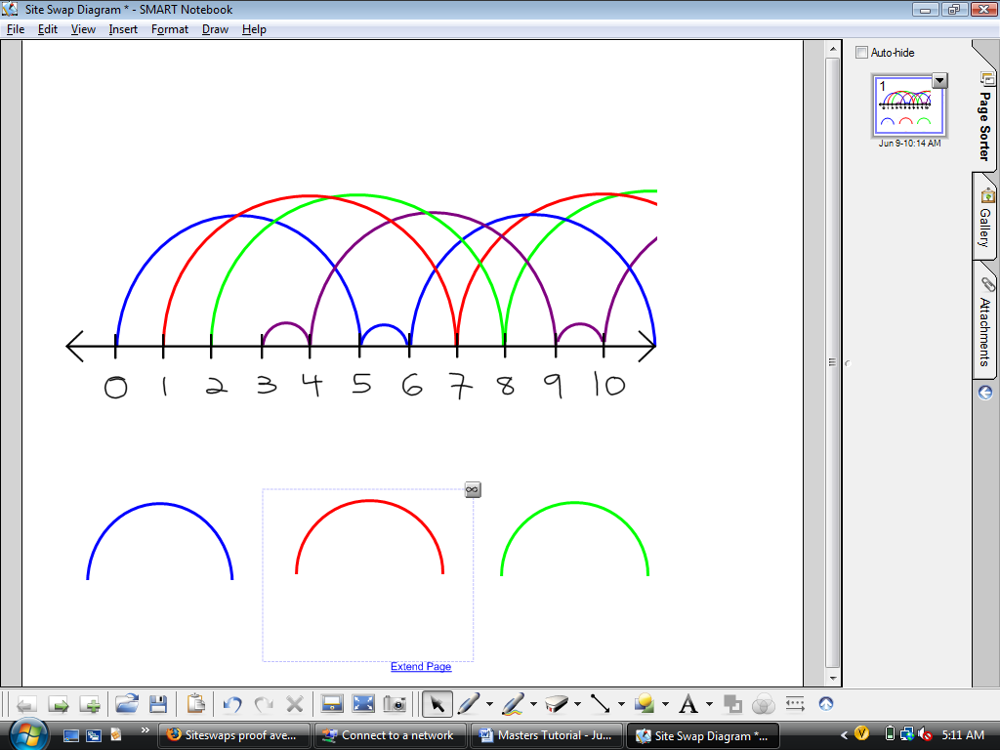 Site Swap Diagram * - SMART Notebook
File Edit View Insert Format Draw Help
Auto-hide
1
Jun 9-10:14 AM
Page Sorter
Gallery
Attachments
0 1 2 3 4 5 6 7 8 9 10
Extend Page
A
Siteswaps proof ave... Connect to a network Masters Tutorial - Ju... Site Swap Diagram *... 5:11 AM